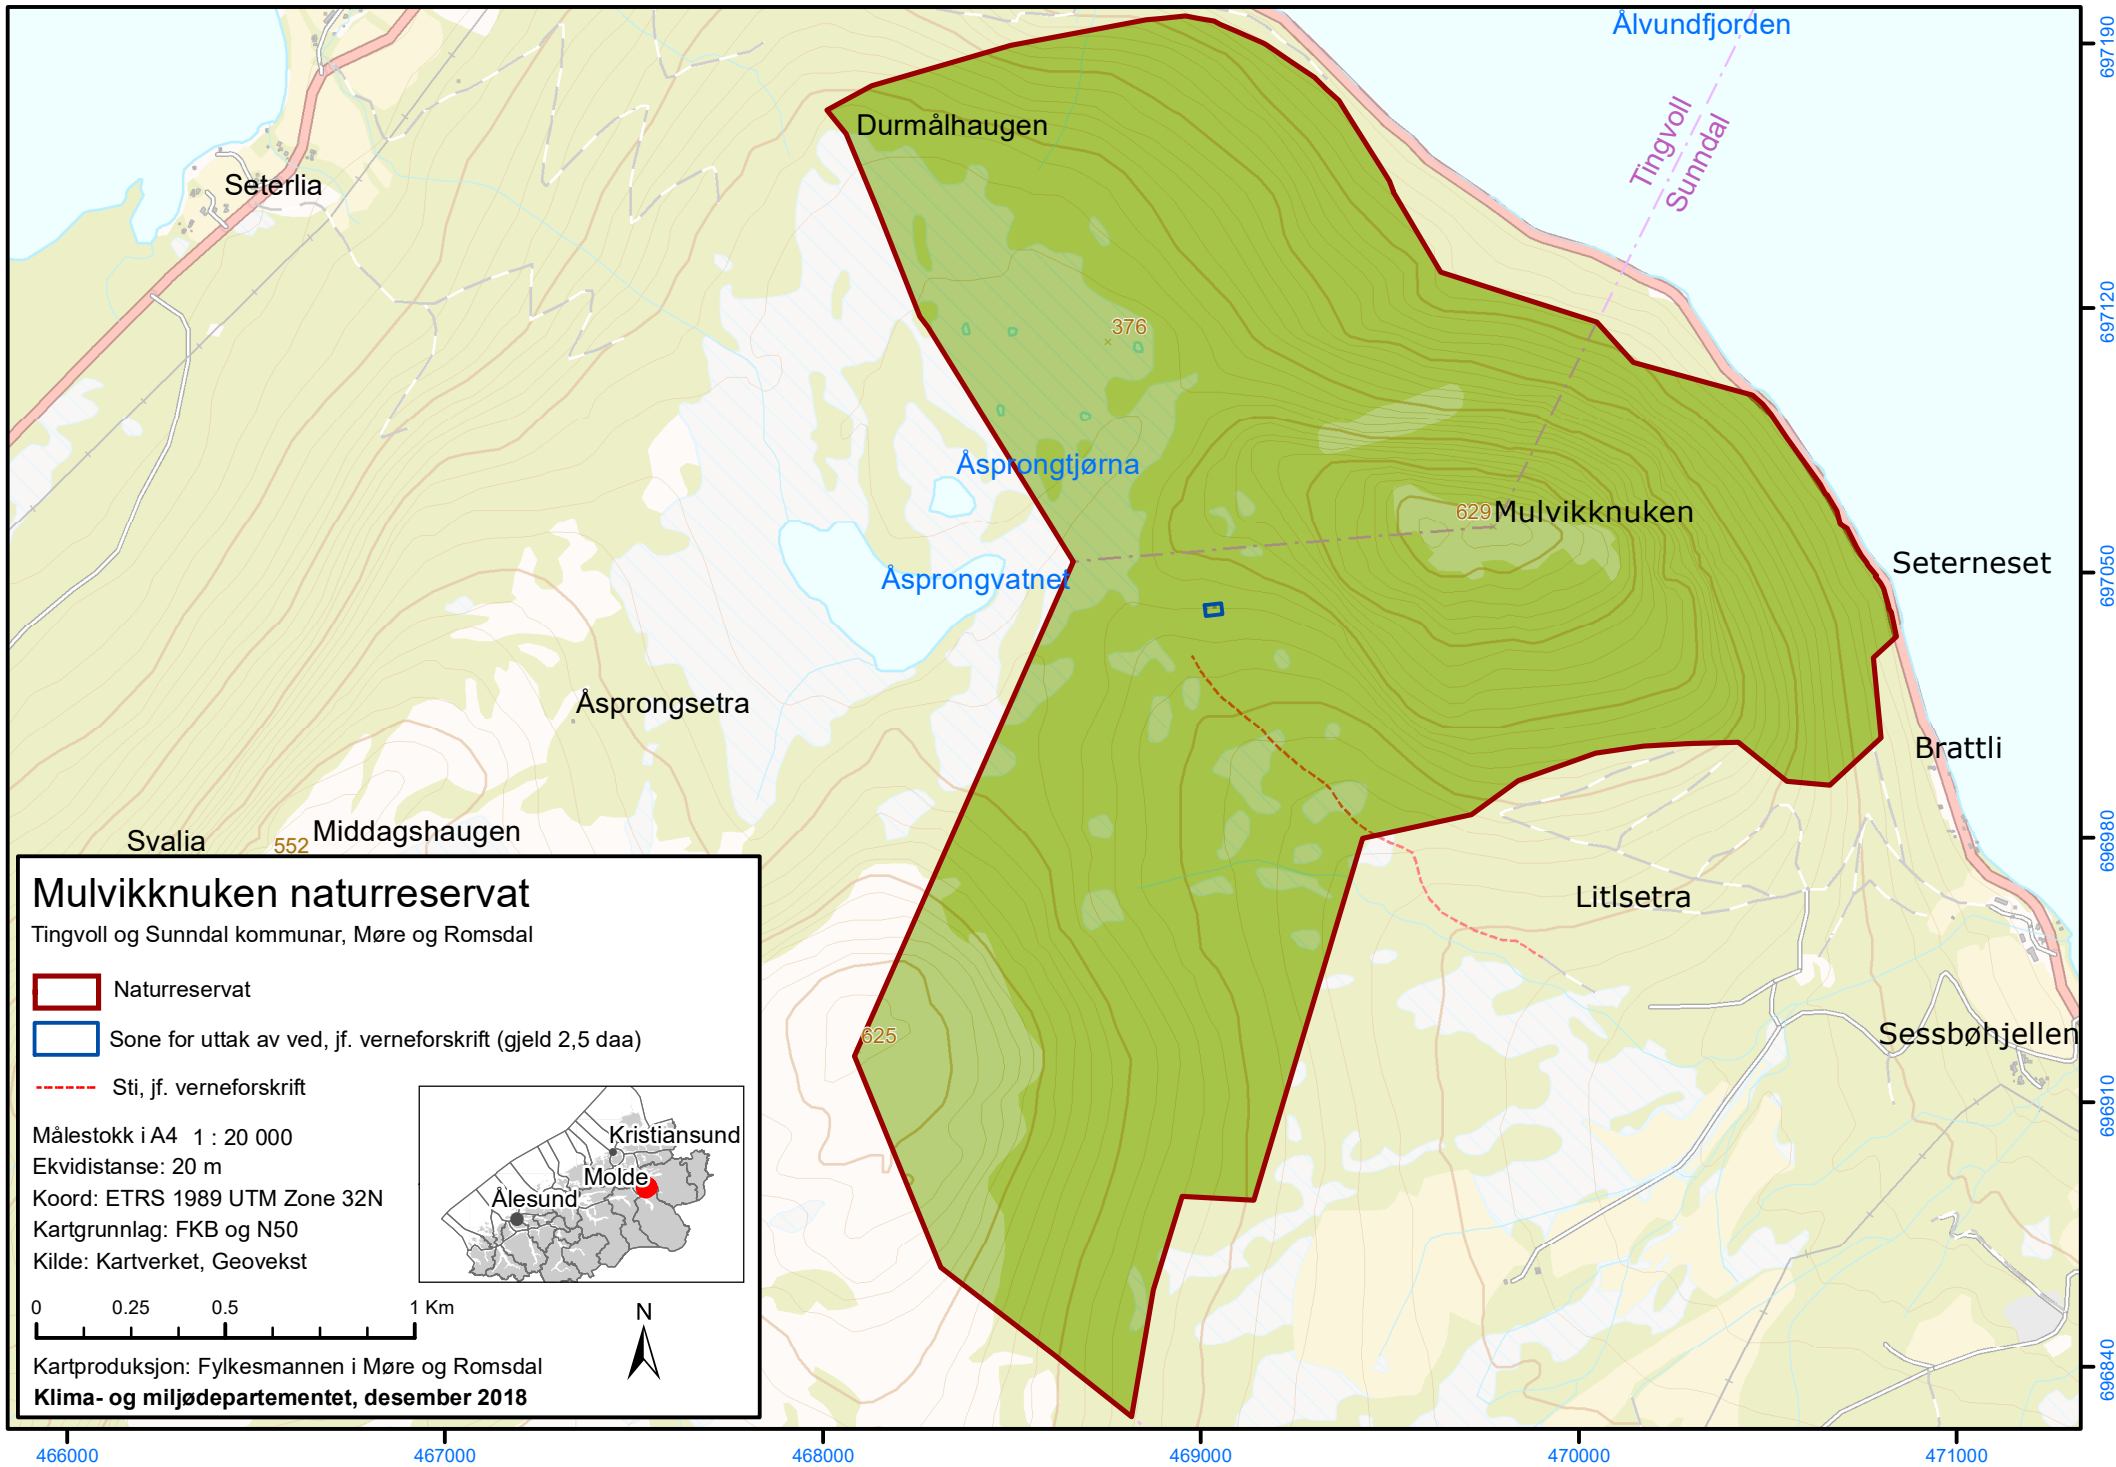 Ålvundfjorden
Tingvoll
Sunndal
Durmålhaugen
Seterlia
376
Åsprongtjørna
629
Mulvikknuken
Seterneset
Åsprongvatnet
Åsprongsetra
Brattli
Svalia
552
Middagshaugen
Litlsetra
625
Sessbøhjellen
Mulvikknuken naturreservat
Tingvoll og Sunndal kommunar, Møre og Romsdal
Naturreservat
Sone for uttak av ved, jf. verneforskrift (gjeld 2,5 daa)
Sti, jf. verneforskrift
Målestokk i A4 1 : 20 000
Ekvidistanse: 20 m
Koord: ETRS 1989 UTM Zone 32N
Kartgrunnlag: FKB og N50
Kilde: Kartverket, Geovekst
Kristiansund
Molde
Ålesund
0 0.25 0.5 1 Km
N
Kartproduksjon: Fylkesmannen i Møre og Romsdal
Klima- og miljødepartementet, desember 2018
466000 467000 468000 469000 470000 471000
697190
697120
697050
696980
696910
696840